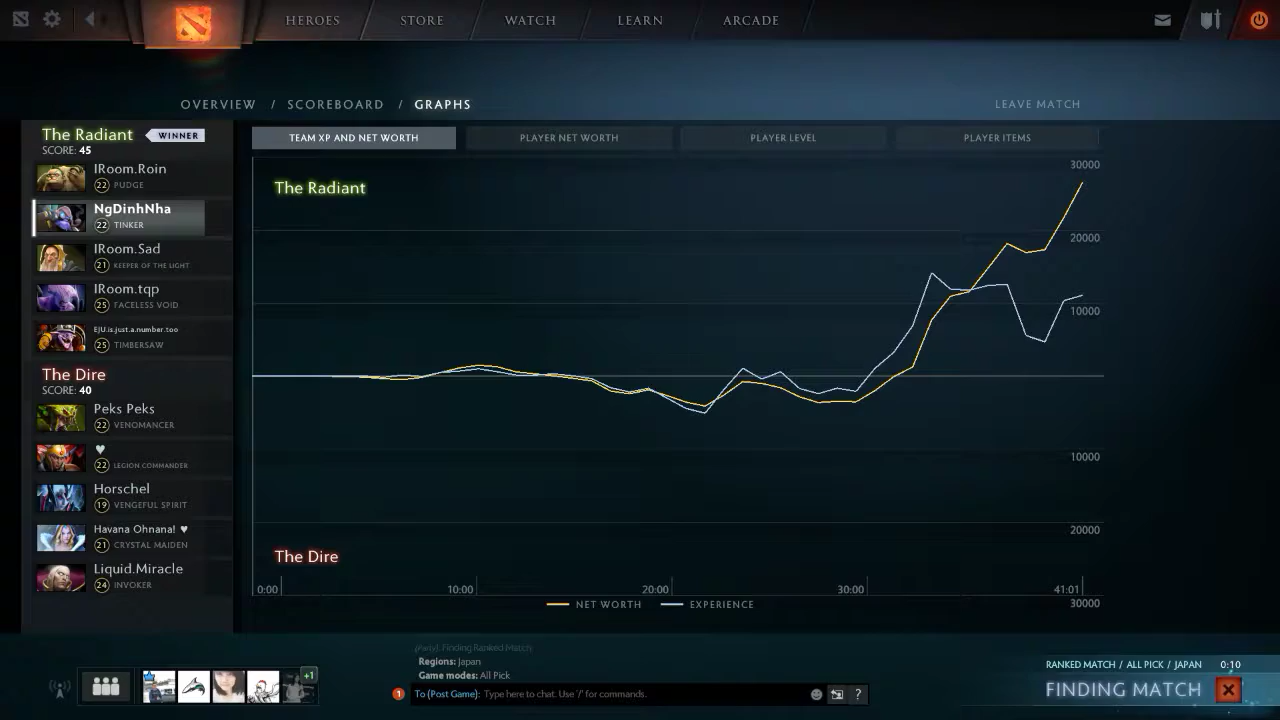 HEROES STORE WATCH LEARN ARCADE
OVERVIEW / SCOREBOARD / GRAPHS LEAVE MATCH
The Radiant WINNER
SCORE: 45
IRoom.Roin
22 PUDGE
NgDinhNha
22 TINKER
IRoom.Sad
21 KEEPER OF THE LIGHT
IRoom.tqp
25 FACELESS VOID
EJU.is.just.a.number.too
25 TIMBERSAW
The Dire
SCORE: 40
Peks Peks
22 VENOMANCER
♥
22 LEGION COMMANDER
Horschel
19 VENGEFUL SPIRIT
Havana Ohnana! ♥
21 CRYSTAL MAIDEN
Liquid.Miracle
24 INVOKER
TEAM XP AND NET WORTH PLAYER NET WORTH PLAYER LEVEL PLAYER ITEMS
30000
The Radiant
20000
10000
10000
20000
The Dire
0:00 10:00 20:00 30:00 41:01
30000
NET WORTH EXPERIENCE
+1
(Party) Finding Ranked Match
Regions: Japan
Game modes: All Pick
1 To (Post Game): Type here to chat. Use '/' for commands. ?
RANKED MATCH / ALL PICK / JAPAN 0:10
FINDING MATCH